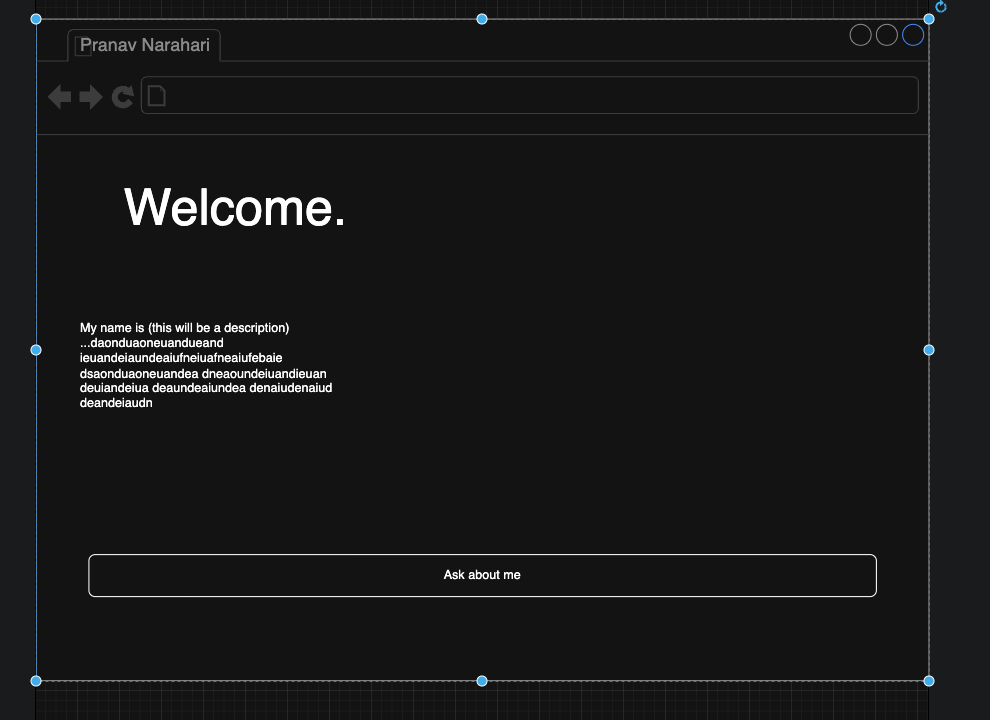 Pranav Narahari
Welcome.
My name is (this will be a description)
...daonduaoneuandueand
ieuandeiaundeaiufneiuafneaiufebaie
dsaonduaoneuandea dneaoundeiuandieuan
deuiandeiua deaundeaiundea denaiudenaiud
deandeiaudn
Ask about me